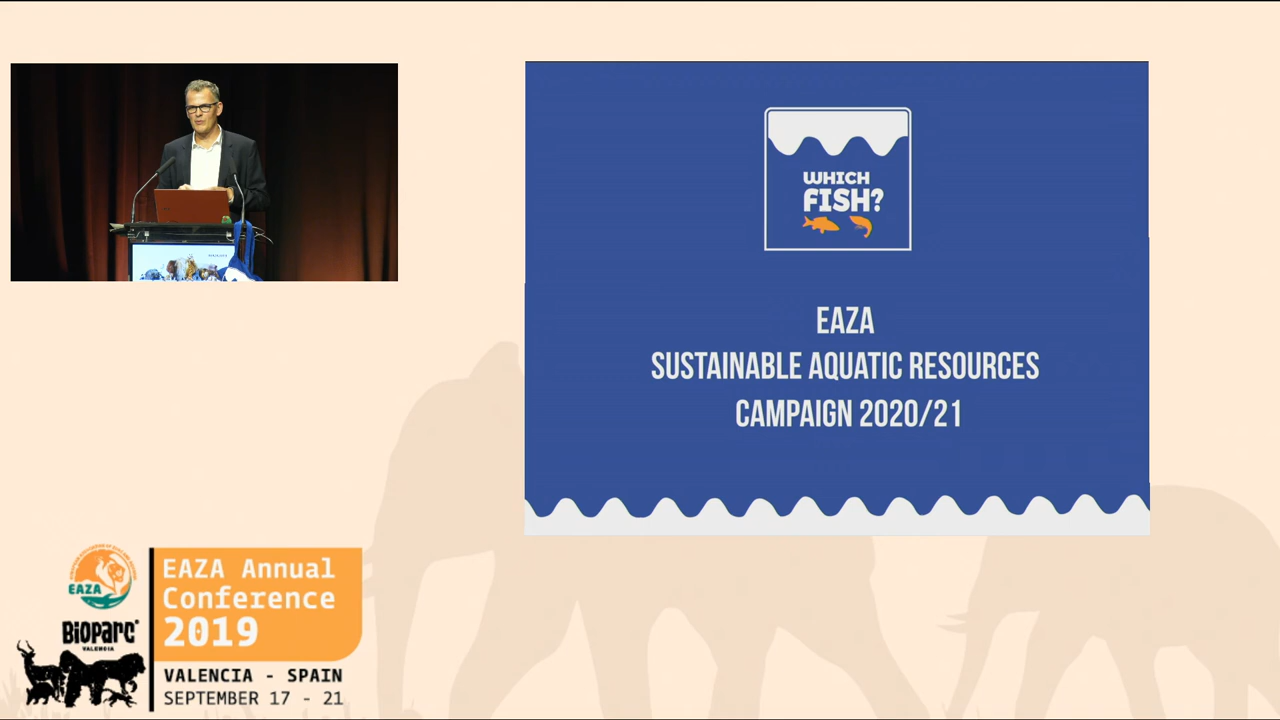 WHICH
FISH?
EAZA
SUSTAINABLE AQUATIC RESOURCES
CAMPAIGN 2020/21
EAZA
EAZA Annual
Conference
2019
BIOPARC
VALENCIA
VALENCIA - SPAIN
SEPTEMBER 17 - 21